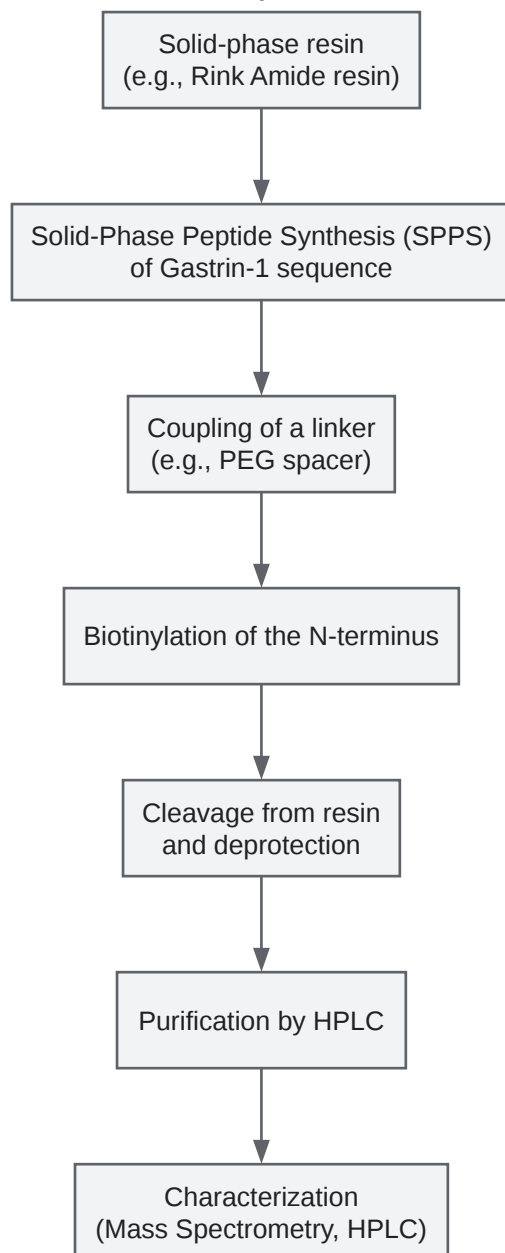 Solid-phase resin
(e.g., Rink Amide resin)
Solid-Phase Peptide Synthesis (SPPS)
of Gastrin-1 sequence
Coupling of a linker
(e.g., PEG spacer)
Biotinylation of the N-terminus
Cleavage from resin
and deprotection
Purification by HPLC
Characterization
(Mass Spectrometry, HPLC)